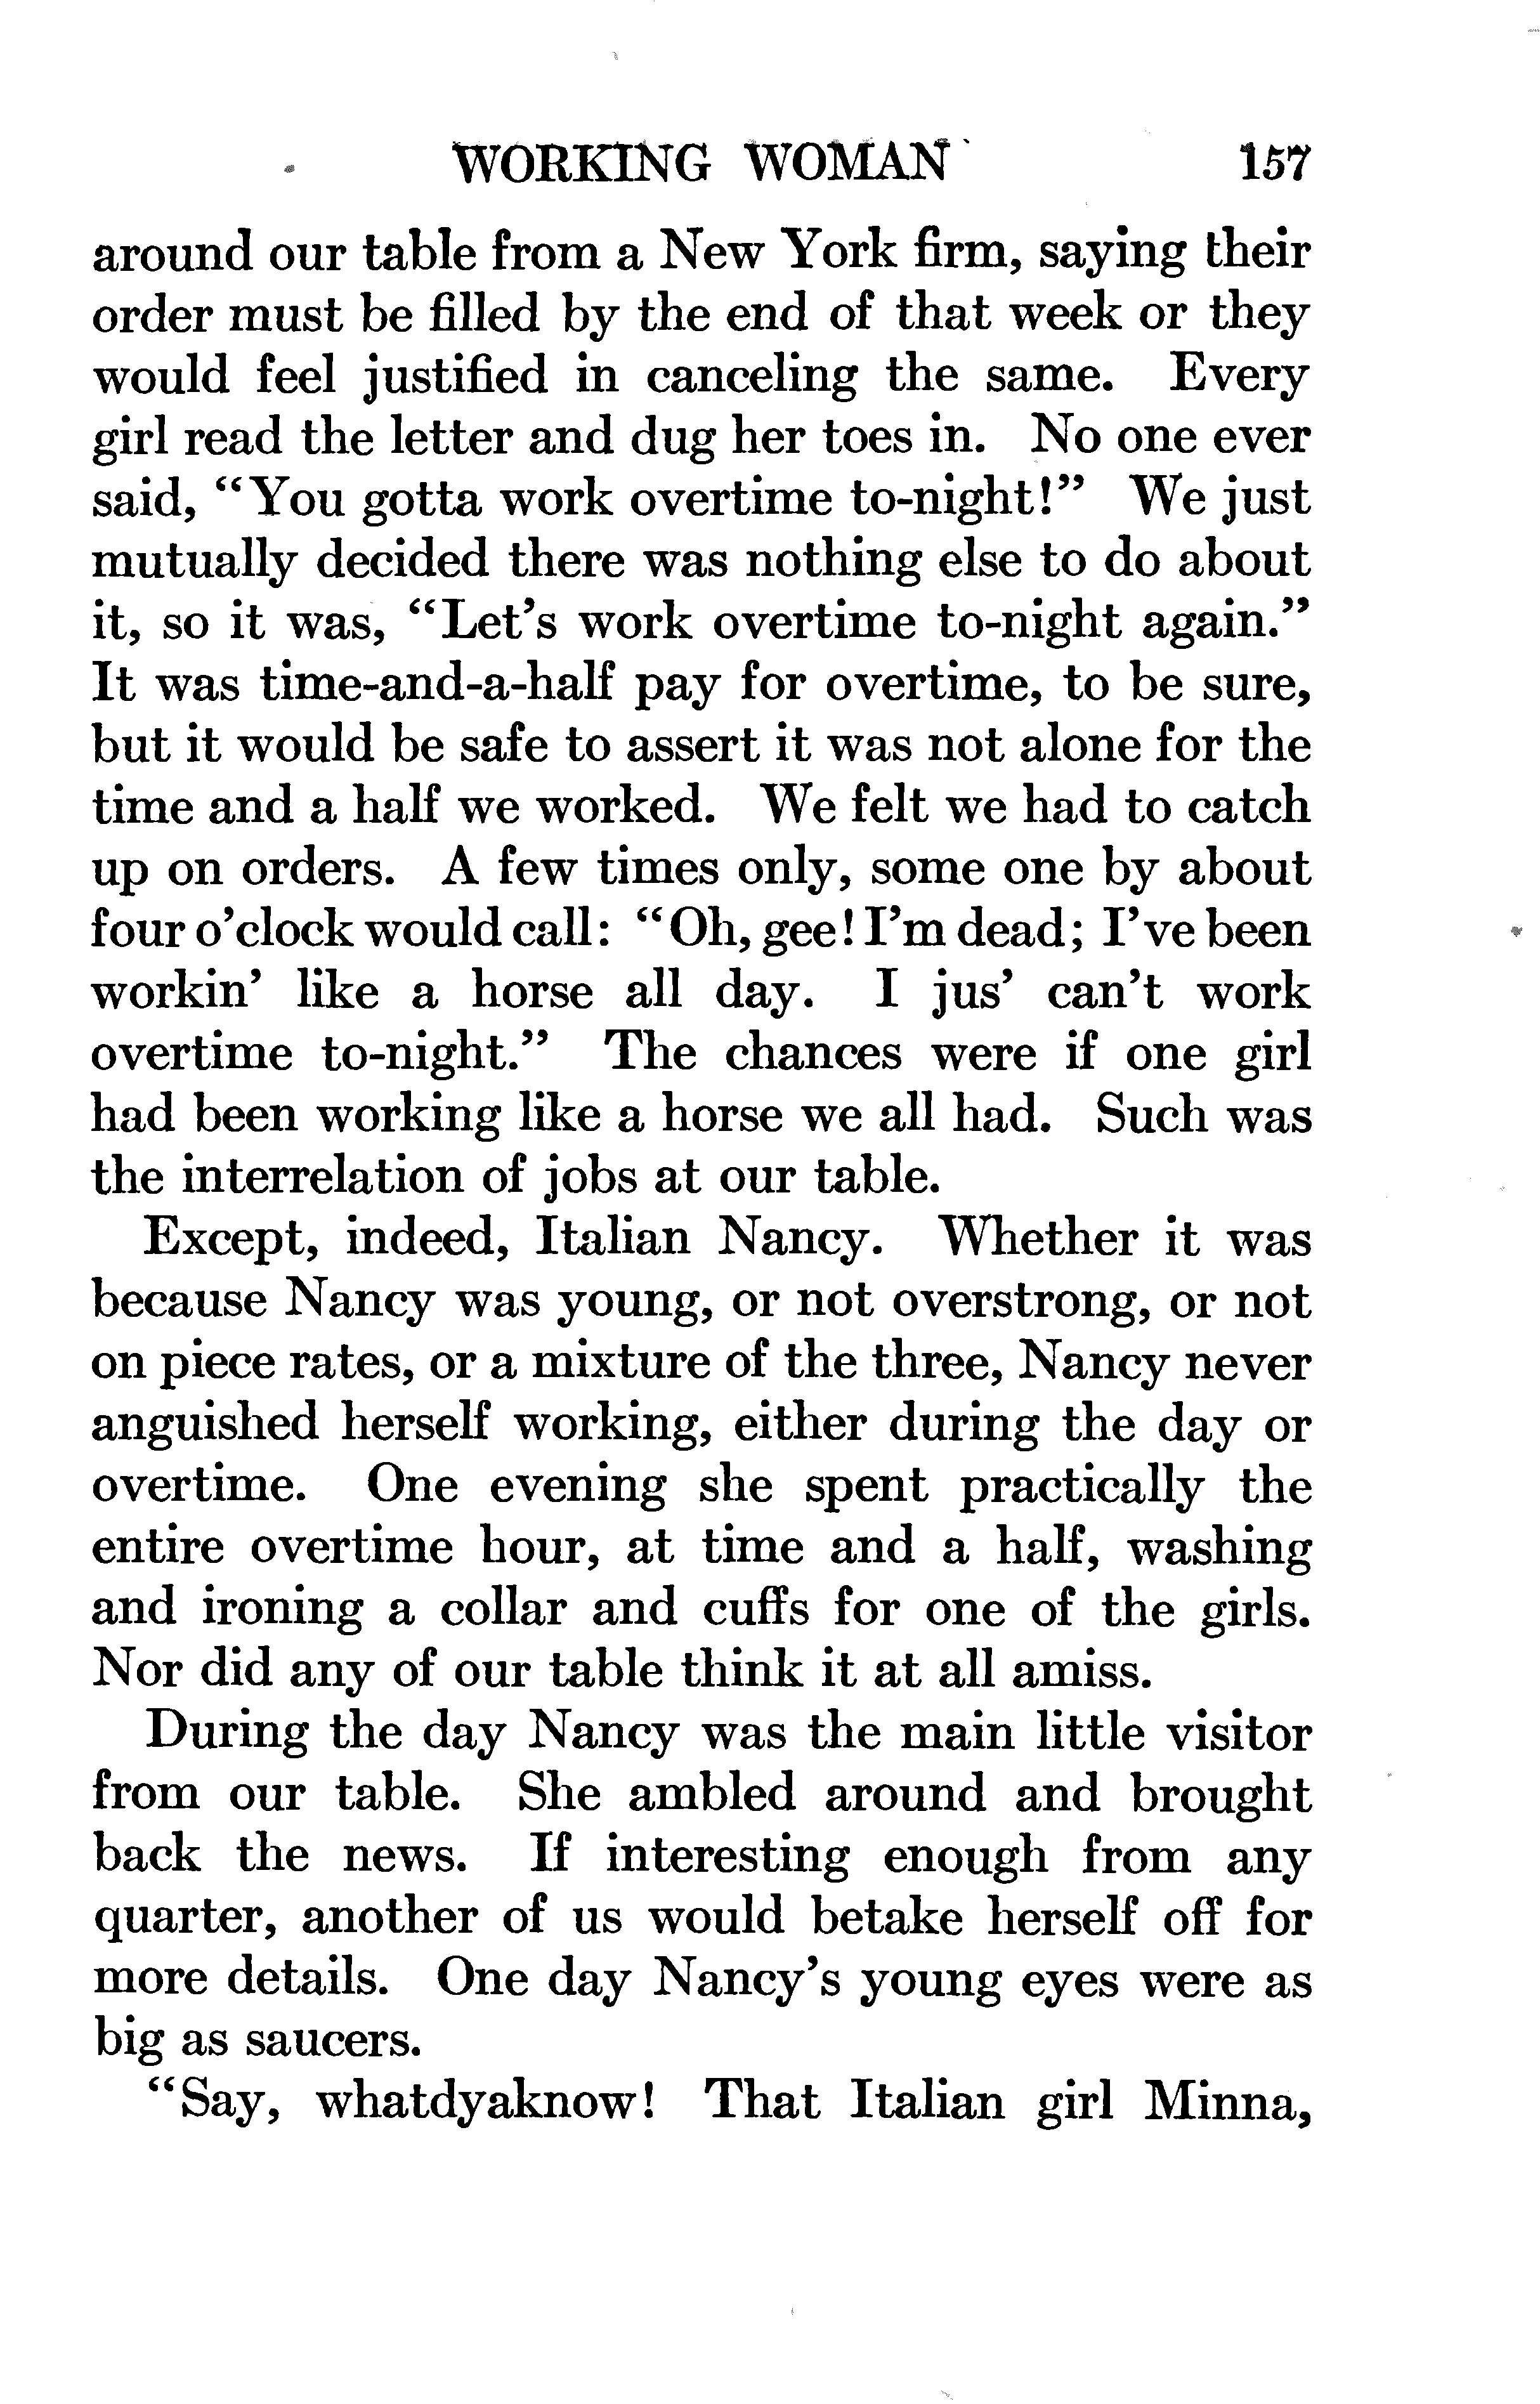 WORKING WOMAN 157
around our table from a New York firm, saying their
order must be filled by the end of that week or they
would feel justified in canceling the same. Every
girl read the letter and dug her toes in. No one ever
said, "You gotta work overtime to-night!" We just
mutually decided there was nothing else to do about
it, so it was, "Let's work overtime to-night again."
It was time-and-a-half pay for overtime, to be sure,
but it would be safe to assert it was not alone for the
time and a half we worked. We felt we had to catch
up on orders. A few times only, some one by about
four o'clock would call: "Oh, gee! I'm dead; I've been
workin' like a horse all day. I jus' can't work
overtime to-night." The chances were if one girl
had been working like a horse we all had. Such was
the interrelation of jobs at our table.
Except, indeed, Italian Nancy. Whether it was
because Nancy was young, or not overstrong, or not
on piece rates, or a mixture of the three, Nancy never
anguished herself working, either during the day or
overtime. One evening she spent practically the
entire overtime hour, at time and a half, washing
and ironing a collar and cuffs for one of the girls.
Nor did any of our table think it at all amiss.
During the day Nancy was the main little visitor
from our table. She ambled around and brought
back the news. If interesting enough from any
quarter, another of us would betake herself off for
more details. One day Nancy's young eyes were as
big as saucers.
"Say, whatdyaknow! That Italian girl Minna,